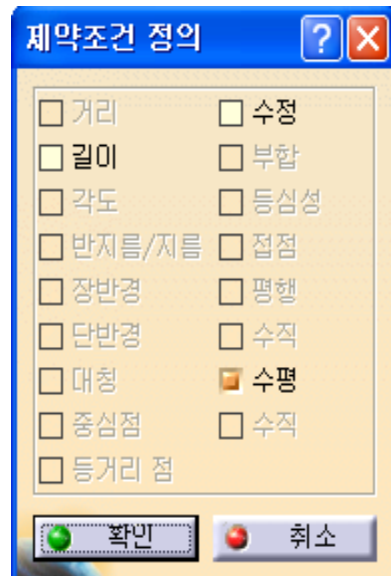 제약조건 정의
거리 수정
길이 부합
각도 등심성
반지름/지름 접점
장반경 평행
단반경 수직
대칭 수평
중심점 수직
등거리 점
확인 취소